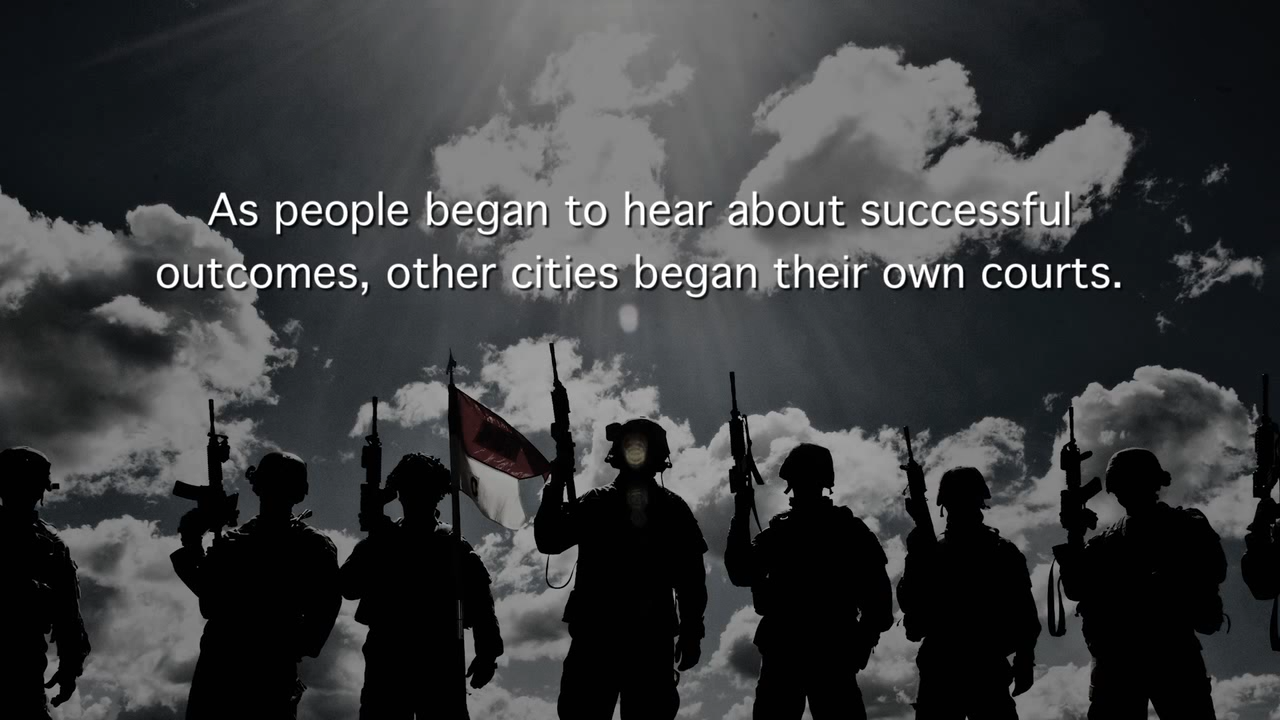 As people began to hear about successful
outcomes, other cities began their own courts.